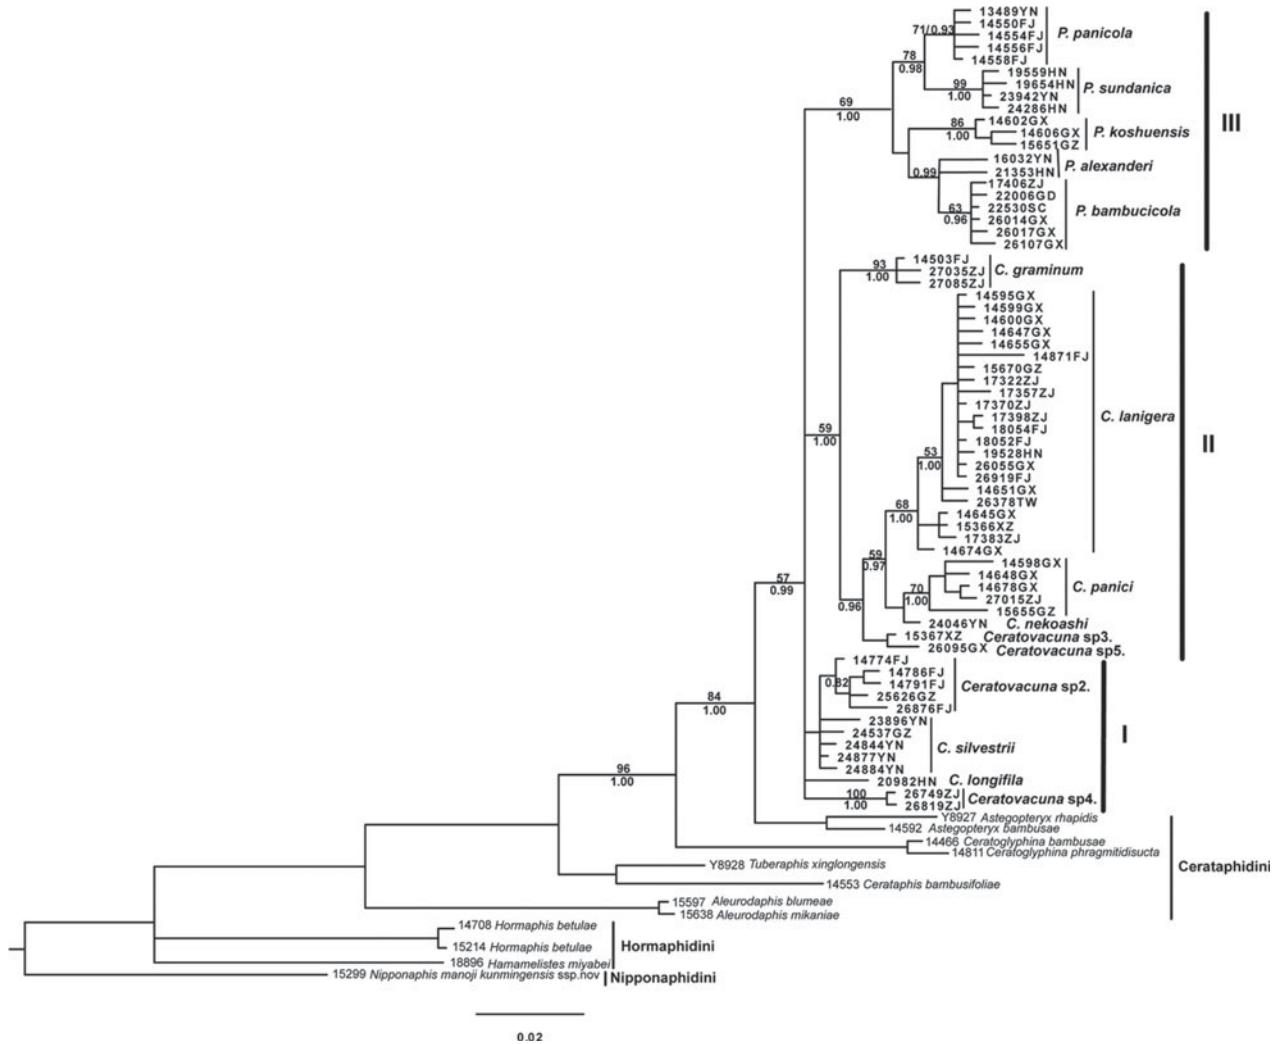 13489YN
14550FJ
71/0.93
14554FJ
P. panicola
14556FJ
78
14558FJ
0.98
19559HN
99
19654HN
P. sundanica
1.00
23942YN
69
24286HN
1.00
14602GX
III
86
14606GX
P. koshuensis
1.00
15651GZ
16032YN
P. alexanderi
0.99
21353HN
17406ZJ
22006GD
63
22530SC
P. bambucicola
0.96
26014GX
26017GX
26107GX
14503FJ
93
27035ZJ
C. graminum
1.00
27085ZJ
14595GX
14599GX
14600GX
14647GX
14655GX
14871FJ
15670GZ
17322ZJ
17357ZJ
17370ZJ
17398ZJ
C. lanigera
59
18054FJ
1.00
18052FJ
II
53
19528HN
1.00
26055GX
26919FJ
14651GX
26378TW
68
14645GX
1.00
15366XZ
17383ZJ
59
14674GX
0.97
14598GX
57
14648GX
0.99
70
14678GX
C. panici
1.00
27015ZJ
0.96
15655GZ
24046YN
C. nekoashi
15367XZ
Ceratovacuna sp3.
26095GX
Ceratovacuna sp5.
14774FJ
14786FJ
0.82
14791FJ
Ceratovacuna sp2.
84
25626GZ
1.00
26876FJ
23896YN
24537GZ
I
24844YN
C. silvestrii
24877YN
24884YN
96
20982HN
C. longifila
1.00
100
26749ZJ
Ceratovacuna sp4.
1.00
26819ZJ
Y8927 Astegopteryx rhapidis
14592 Astegopteryx bambusae
14466 Ceratoglyphina bambusae
14811 Ceratoglyphina phragmitidisucta
Y8928 Tuberaphis xinglongensis
Cerataphidini
14553 Cerataphis bambusifoliae
15597 Aleurodaphis blumeae
15638 Aleurodaphis mikaniae
14708 Hormaphis betulae
15214 Hormaphis betulae
Hormaphidini
18896 Hamamelistes miyabei
15299 Nipponaphis manoji kunmingensis ssp.nov
Nipponaphidini
0.02